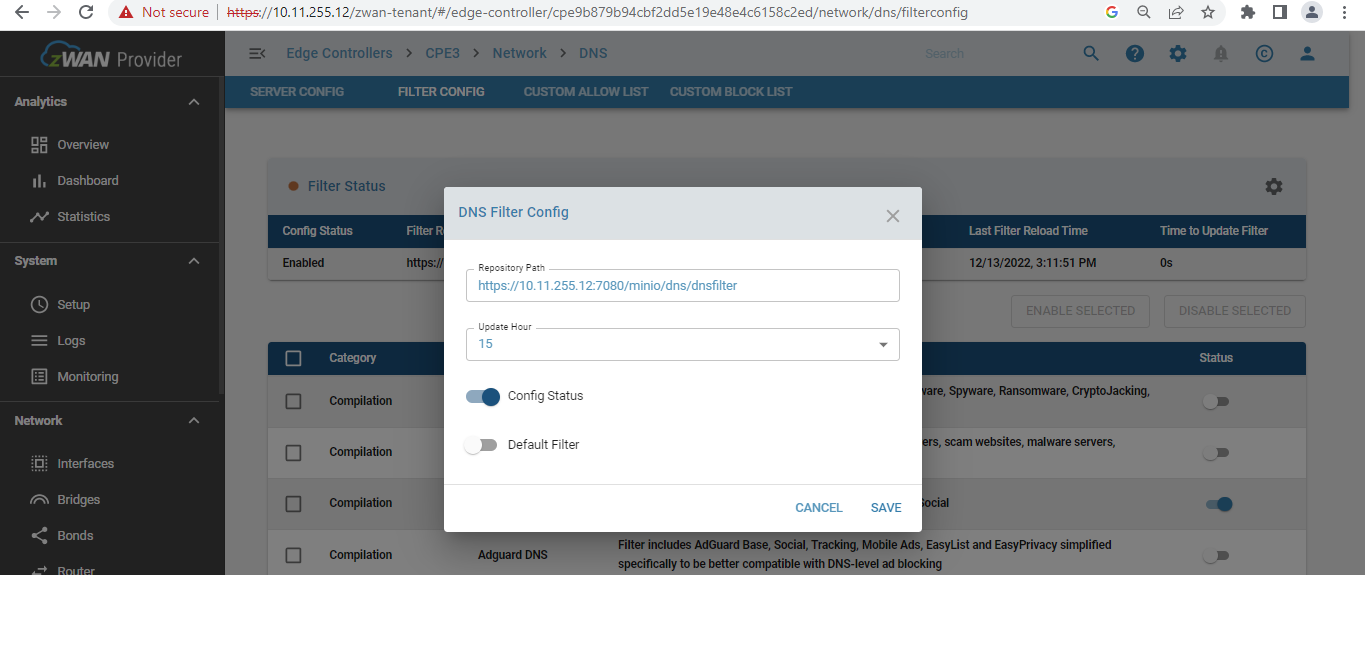 Not secure | https://10.11.255.12/zwan-tenant/#/edge-controller/cpe9b879b94cbf2dd5e19e48e4c6158c2ed/network/dns/filterconfig
zWAN Provider
Edge Controllers > CPE3 > Network > DNS
Search
SERVER CONFIG FILTER CONFIG CUSTOM ALLOW LIST CUSTOM BLOCK LIST
Analytics
Overview
Dashboard
Statistics
System
Setup
Logs
Monitoring
Network
Interfaces
Bridges
Bonds
Router
Filter Status
Config Status Filter Last Filter Reload Time Time to Update Filter
Enabled https:// 12/13/2022, 3:11:51 PM 0s
ENABLE SELECTED DISABLE SELECTED
Category Status
Compilation Spyware, Ransomware, CryptoJacking,
Compilation scam websites, malware servers,
Compilation
Compilation Adguard DNS Filter includes AdGuard Base, Social, Tracking, Mobile Ads, EasyList and EasyPrivacy simplified
specifically to be better compatible with DNS-level ad blocking
DNS Filter Config
Repository Path
https://10.11.255.12:7080/minio/dns/dnsfilter
Update Hour
15
Config Status
Default Filter
CANCEL SAVE